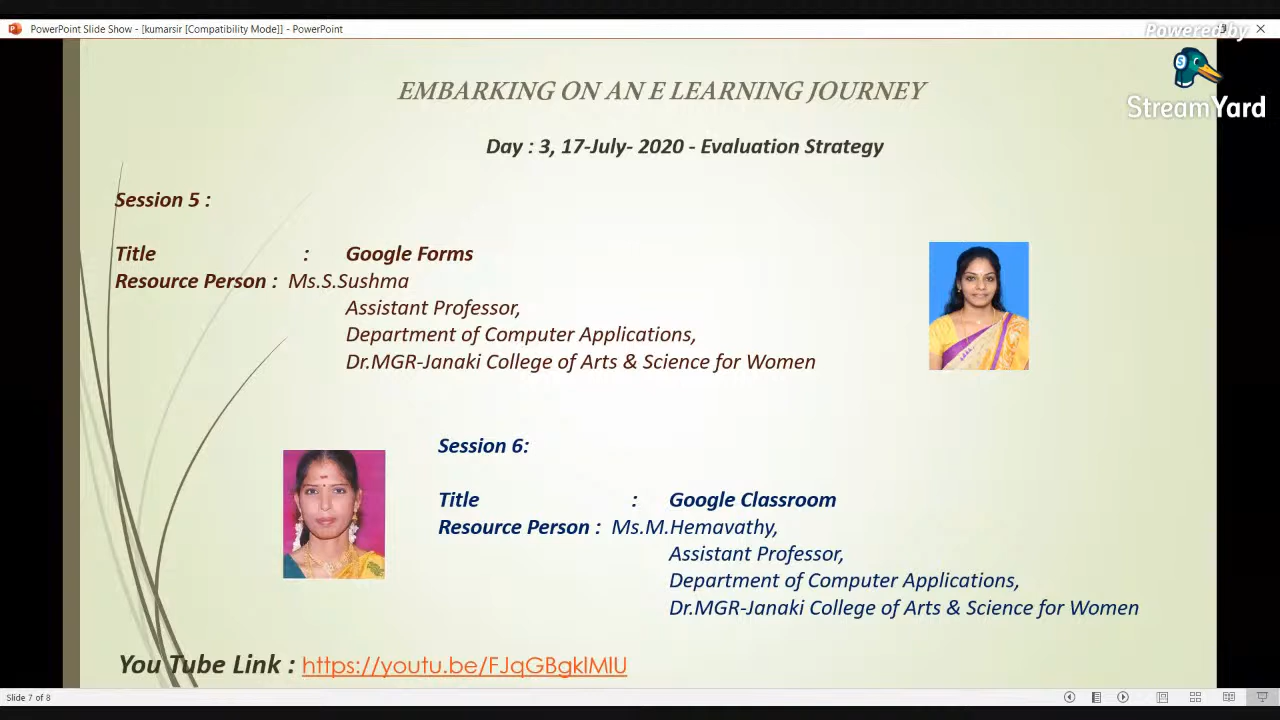 PowerPoint Slide Show - [kumarsir [Compatibility Mode]] - PowerPoint
Powered by
StreamYard
EMBARKING ON AN E LEARNING JOURNEY
Day : 3, 17-July- 2020 - Evaluation Strategy
Session 5 :
Title : Google Forms
Resource Person : Ms.S.Sushma
Assistant Professor,
Department of Computer Applications,
Dr.MGR-Janaki College of Arts & Science for Women
Session 6:
Title : Google Classroom
Resource Person : Ms.M.Hemavathy,
Assistant Professor,
Department of Computer Applications,
Dr.MGR-Janaki College of Arts & Science for Women
You Tube Link : https://youtu.be/FJqGBgklMlU
Slide 7 of 8